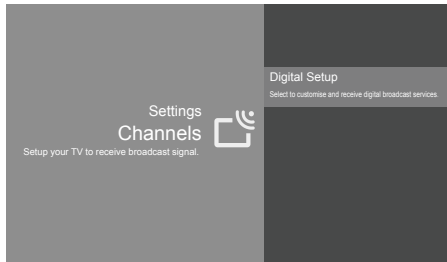 Settings
Channels
Setup your TV to receive broadcast signal.
Digital Setup
Select to customise and receive digital broadcast services.